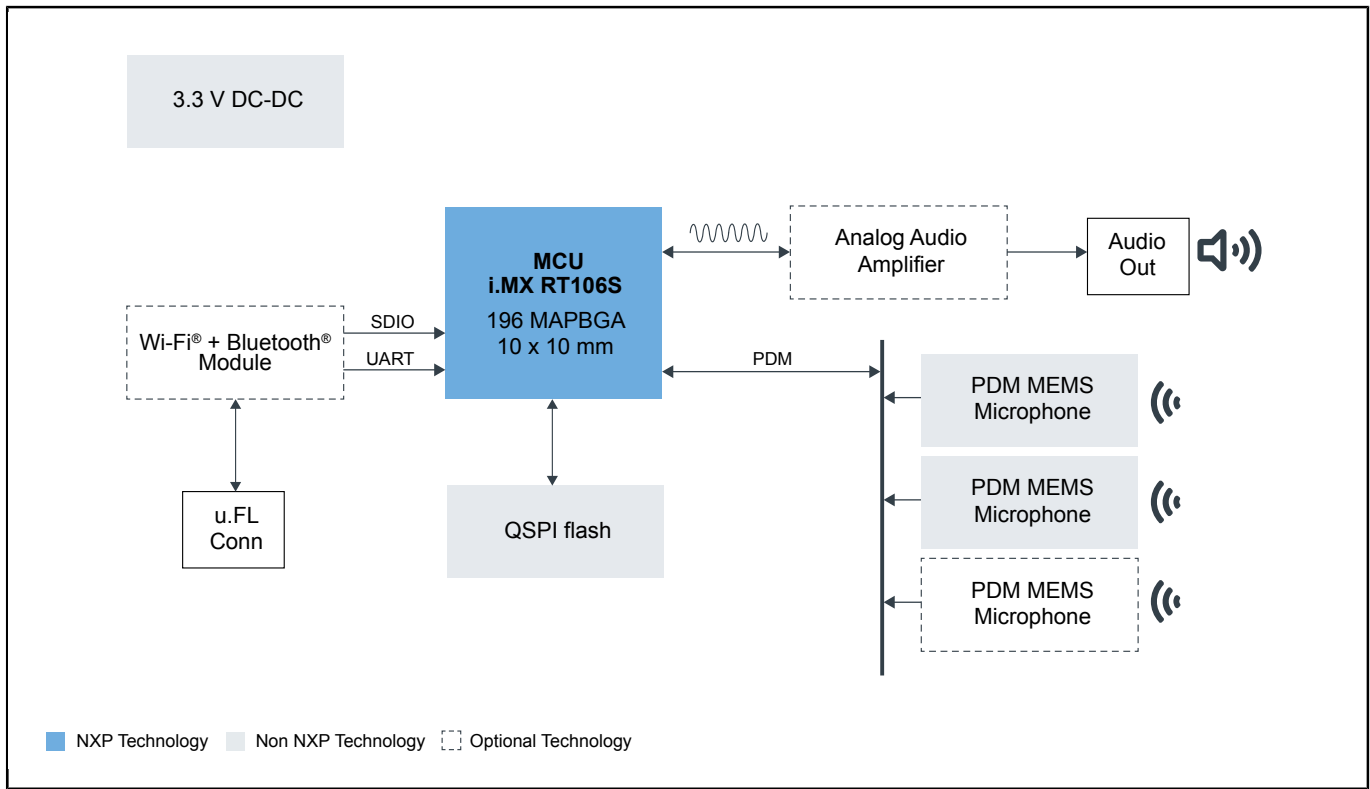 3.3 V DC-DC
MCU
i.MX RT106S
196 MAPBGA
10 x 10 mm
Analog Audio
Amplifier
Audio
Out
Wi-Fi® + Bluetooth®
Module
SDIO
UART
PDM
PDM MEMS
Microphone
PDM MEMS
Microphone
PDM MEMS
Microphone
u.FL
Conn
QSPI flash
NXP Technology
Non NXP Technology
Optional Technology